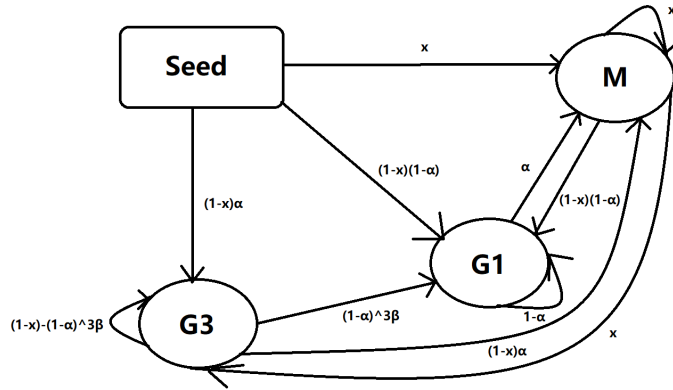 x
Seed
x
M
(1-x)(1-α)
α
(1-x)(1-α)
(1-x)α
G1
(1-x)-(1-α)^3β
G3
(1-α)^3β
1-α
(1-x)α
x